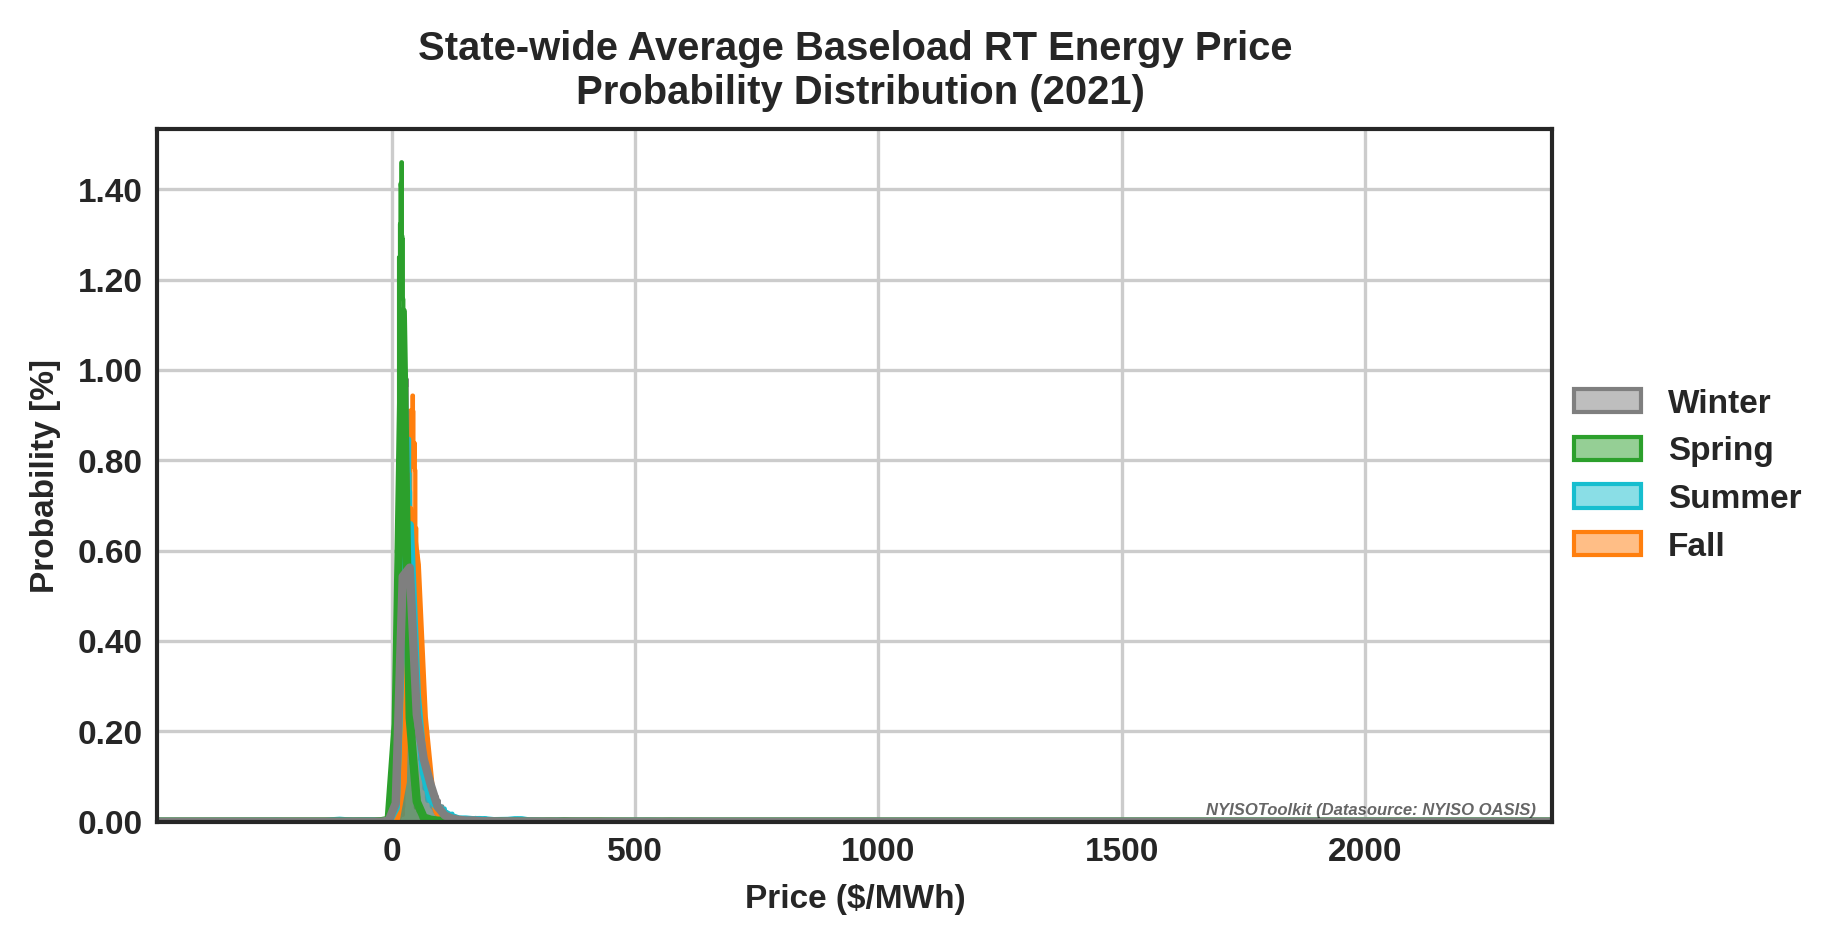 State-wide Average Baseload RT Energy Price
Probability Distribution (2021)
Probability [%]
1.40
1.20
1.00
0.80
0.60
0.40
0.20
0.00
0
500
1000
1500
2000
Price ($/MWh)
NYISOToolkit (Datasource: NYISO OASIS)
Winter
Spring
Summer
Fall